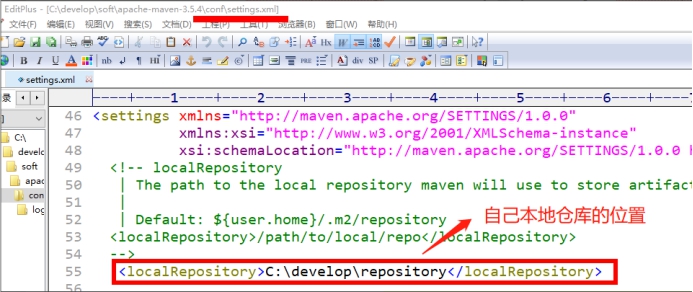 EditPlus - [C:\develop\soft\apache-maven-3.5.4\conf\settings.xml]
文件(F) 编辑(E) 视图(V) 搜索(S) 文档(D) 工程(P) 工具(T) 浏览器(B) 窗口(W) 帮助(H)
settings.xml
录
C:\
develo
soft
apac
con
log
1 2 3 4 5 6 7
46 <settings xmlns="http://maven.apache.org/SETTINGS/1.0.0"
47 xmlns:xsi="http://www.w3.org/2001/XMLSchema-instance"
48 xsi:schemaLocation="http://maven.apache.org/SETTINGS/1.0.0 h
49 <!-- localRepository
50 | The path to the local repository maven will use to store artifac
51 |
52 | Default: ${user.home}/.m2/repository
53 <localRepository>/path/to/local/repo</localRepository>
54 -->
55 <localRepository>C:\develop\repository</localRepository>
56
自己本地仓库的位置